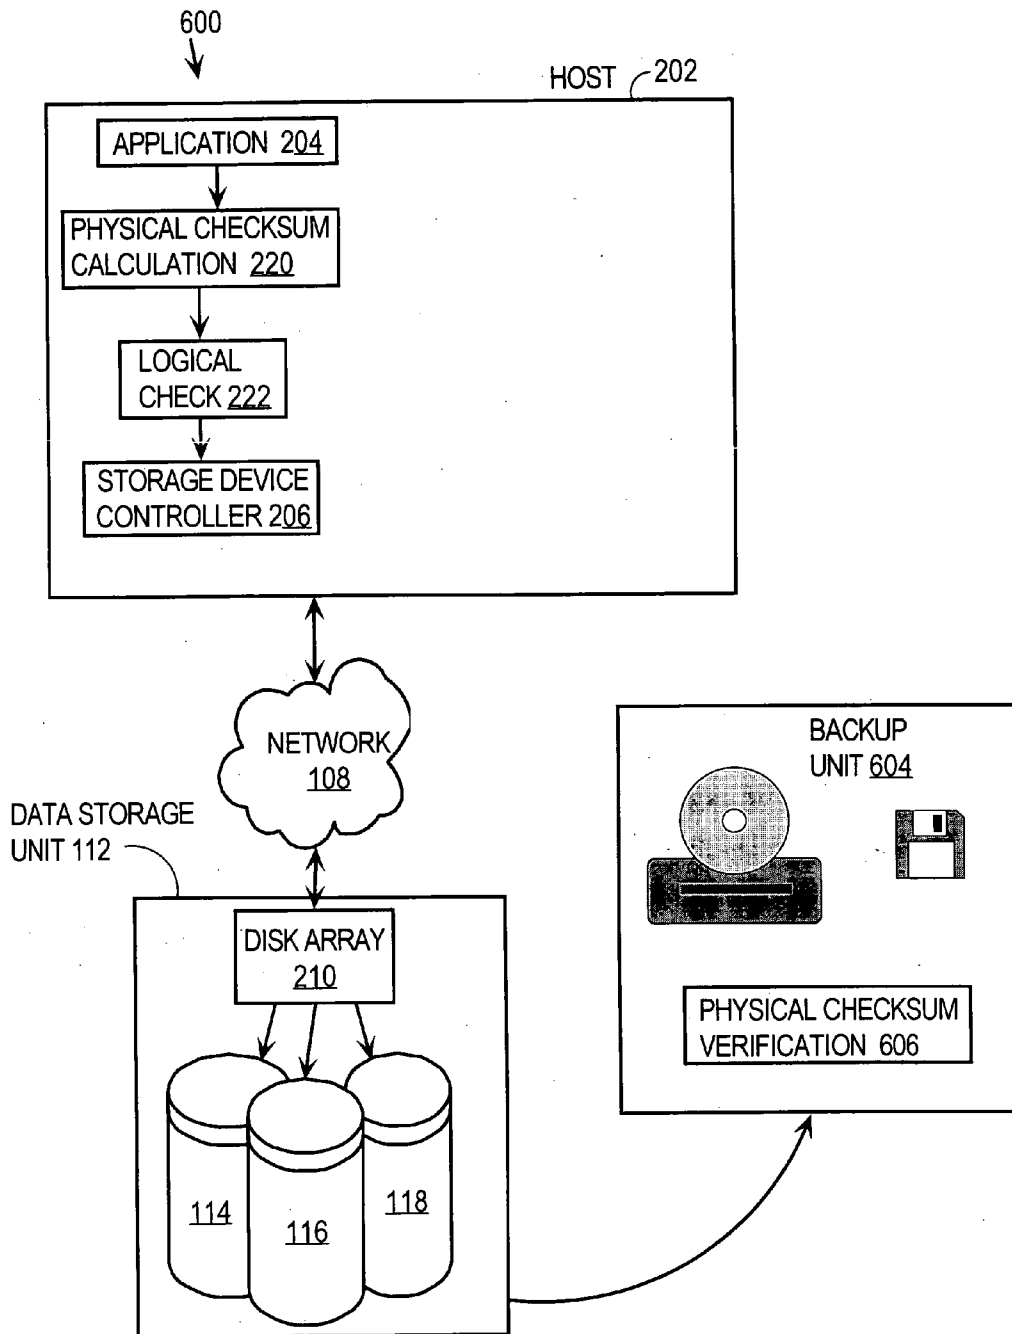 600
HOST 202
APPLICATION 204
PHYSICAL CHECKSUM
CALCULATION 220
LOGICAL
CHECK 222
STORAGE DEVICE
CONTROLLER 206
NETWORK
108
DATA STORAGE
UNIT 112
DISK ARRAY
210
114
116
118
BACKUP
UNIT 604
PHYSICAL CHECKSUM
VERIFICATION 606